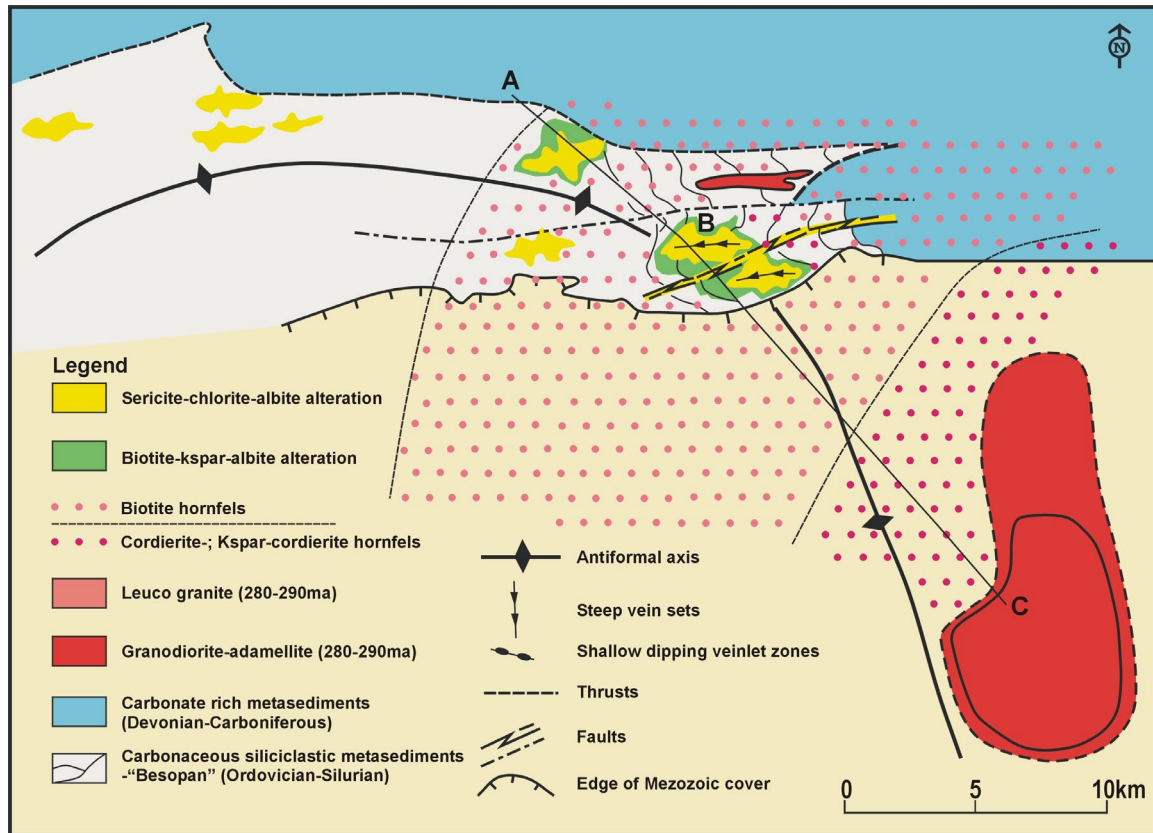 N
A
B
C
Legend
Sericite-chlorite-albite alteration
Biotite-kspar-albite alteration
Biotite hornfels
Cordierite-; Kspar-cordierite hornfels
Leuco granite (280-290ma)
Granodiorite-adamellite (280-290ma)
Carbonate rich metasediments
(Devonian-Carboniferous)
Carbonaceous siliciclastic metasediments
-“Besopan” (Ordovician-Silurian)
Antiformal axis
Steep vein sets
Shallow dipping veinlet zones
Thrusts
Faults
Edge of Mezozoic cover
0 5 10km